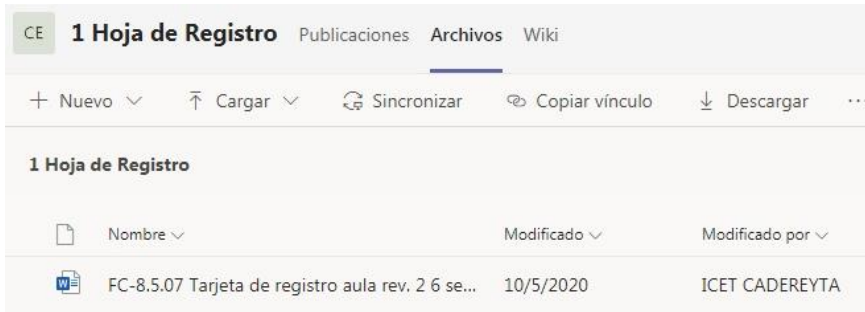 CE 1 Hoja de Registro Publicaciones Archivos Wiki
+ Nuevo Cargar Sincronizar Copiar vínculo Descargar ...
1 Hoja de Registro
Nombre Modificado Modificado por
FC-8.5.07 Tarjeta de registro aula rev. 2 6 se... 10/5/2020 ICET CADEREYTA